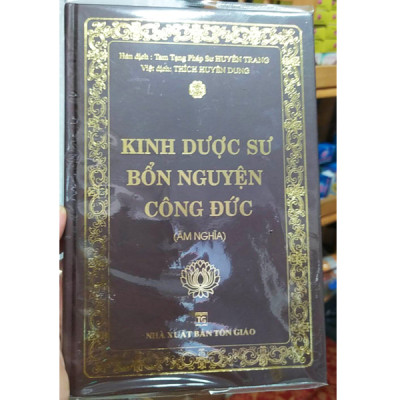 Hán dịch : Tam Tạng Pháp Sư HUYỀN TRANG
Việt dịch: THÍCH HUYỀN DUNG
KINH DƯỢC SƯ
BỔN NGUYỆN
CÔNG ĐỨC
(ÂM NGHĨA)
TG
NHÀ XUẤT BẢN TÔN GIÁO